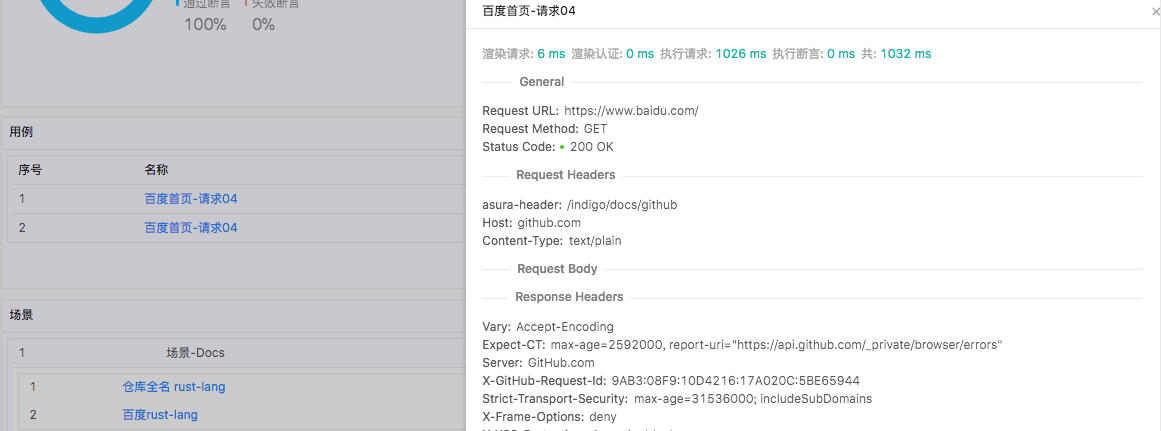 通过断言 失败断言
100% 0%
用例
序号 名称
1 百度首页-请求04
2 百度首页-请求04
场景
1 场景-Docs
1 仓库全名 rust-lang
2 百度rust-lang
百度首页-请求04
渲染请求: 6 ms 渲染认证: 0 ms 执行请求: 1026 ms 执行断言: 0 ms 共: 1032 ms
General
Request URL: https://www.baidu.com/
Request Method: GET
Status Code: 200 OK
Request Headers
asura-header: /indigo/docs/github
Host: github.com
Content-Type: text/plain
Request Body
Response Headers
Vary: Accept-Encoding
Expect-CT: max-age=2592000, report-uri="https://api.github.com/_private/browser/errors"
Server: GitHub.com
X-GitHub-Request-Id: 9AB3:08F9:10D4216:17A020C:5BE65944
Strict-Transport-Security: max-age=31536000; includeSubDomains
X-Frame-Options: deny